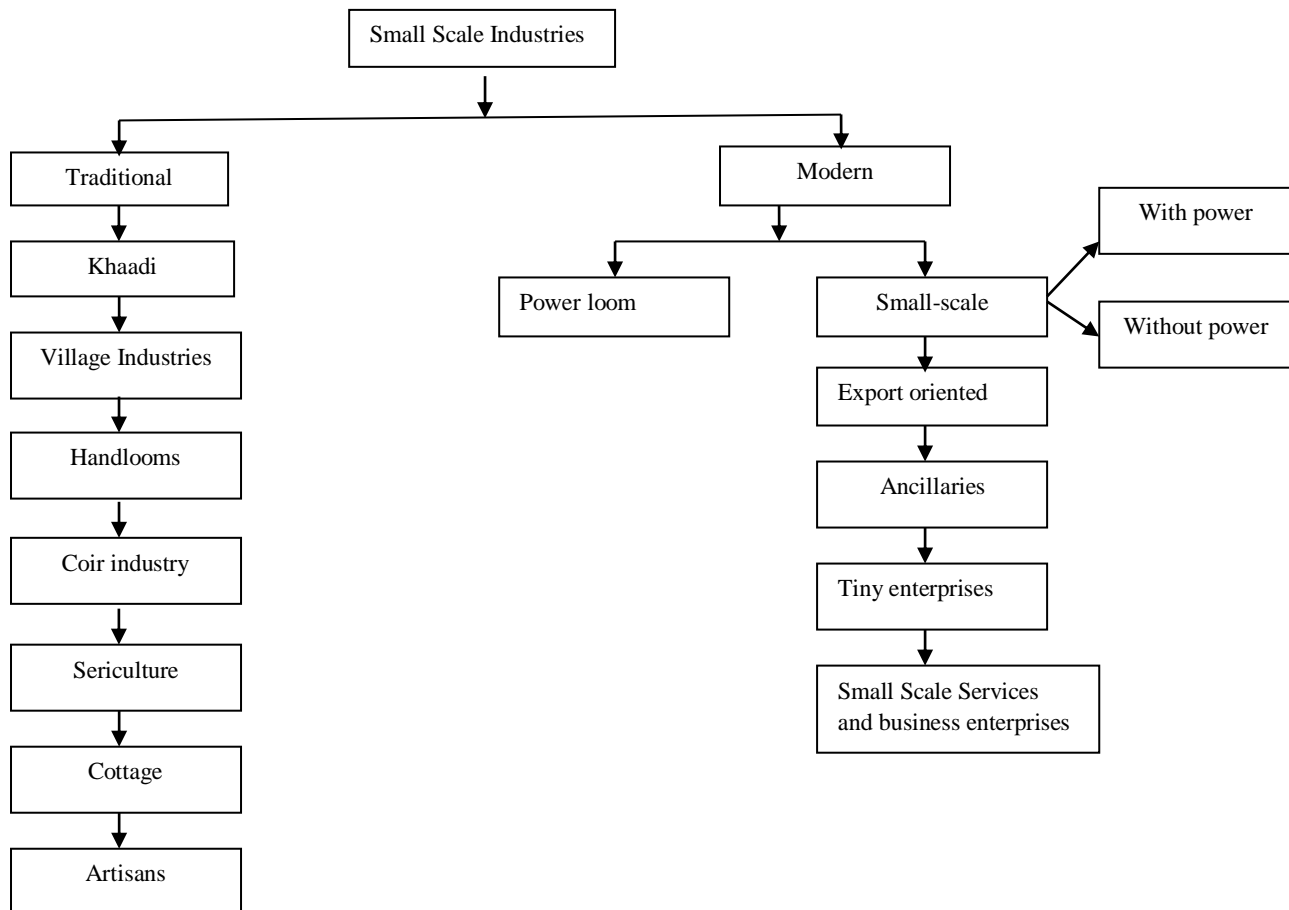 Small Scale Industries
Traditional
Modern
With power
Khaadi
Power loom
Small-scale
Without power
Village Industries
Export oriented
Handlooms
Ancillaries
Coir industry
Tiny enterprises
Sericulture
Small Scale Services
and business enterprises
Cottage
Artisans